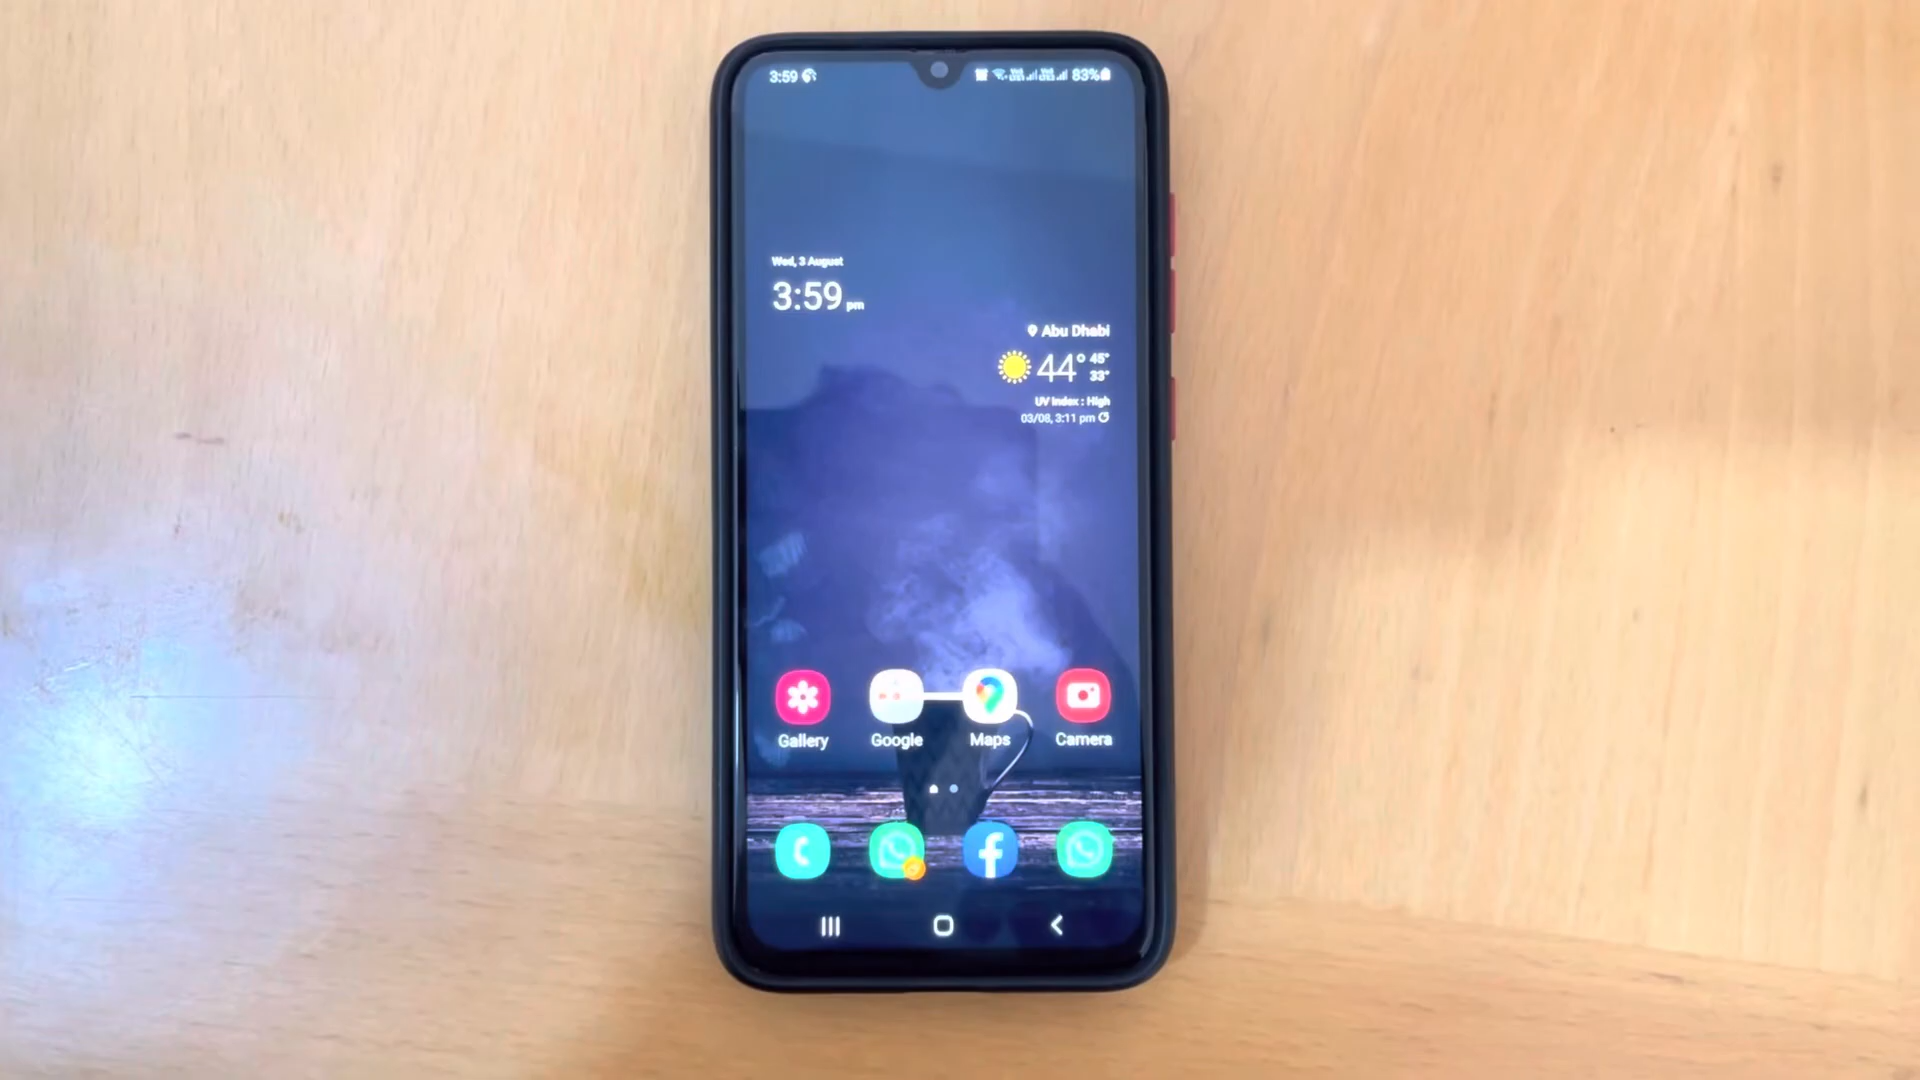 3:59
83%
Wed, 3 August
3:59 pm
Abu Dhabi
44° 45°
33°
UV Index : High
03/08, 3:11 pm
Gallery Google Maps Camera